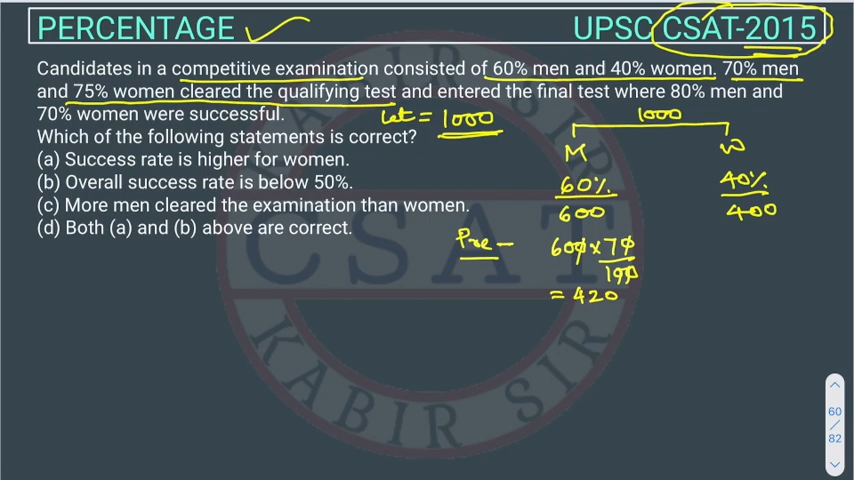 PERCENTAGE
UPSC CSAT-2015
Candidates in a competitive examination consisted of 60% men and 40% women. 70% men
and 75% women cleared the qualifying test and entered the final test where 80% men and
70% women were successful.
Let = 1000
1000
Which of the following statements is correct?
M
W
(a) Success rate is higher for women.
(b) Overall success rate is below 50%.
60%
40%
(c) More men cleared the examination than women.
600
400
(d) Both (a) and (b) above are correct.
Pre -
600 × 70
100
= 420
CSAT
KABIR SIR
60
/
82